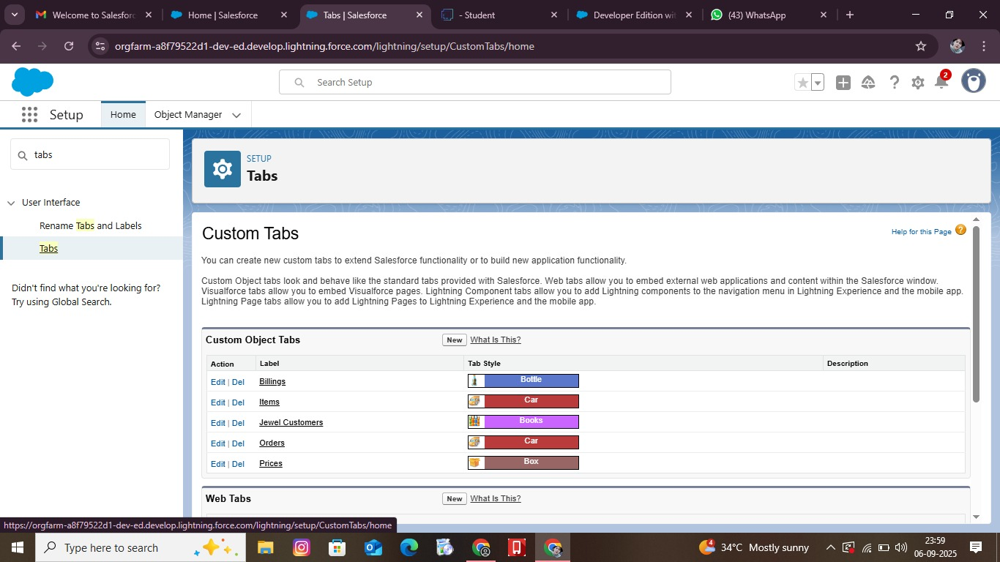 Welcome to Salesforc
Home | Salesforce
Tabs | Salesforce
- Student
Developer Edition wit
(43) WhatsApp
orgfarm-a8f79522d1-dev-ed.develop.lightning.force.com/lightning/setup/CustomTabs/home
Search Setup
2
Setup
Home
Object Manager
tabs
User Interface
Rename Tabs and Labels
Tabs
Didn't find what you're looking for?
Try using Global Search.
SETUP
Tabs
Custom Tabs
Help for this Page ?
You can create new custom tabs to extend Salesforce functionality or to build new application functionality.
Custom Object tabs look and behave like the standard tabs provided with Salesforce. Web tabs allow you to embed external web applications and content within the Salesforce window.
Visualforce tabs allow you to embed Visualforce pages. Lightning Component tabs allow you to add Lightning components to the navigation menu in Lightning Experience and the mobile app.
Lightning Page tabs allow you to add Lightning Pages to Lightning Experience and the mobile app.
Custom Object Tabs New What Is This?
Action Label Tab Style Description
Edit | Del Billings Bottle
Edit | Del Items Car
Edit | Del Jewel Customers Books
Edit | Del Orders Car
Edit | Del Prices Box
Web Tabs New What Is This?
https://orgfarm-a8f79522d1-dev-ed.develop.lightning.force.com/lightning/setup/CustomTabs/home
Type here to search
4
34°C Mostly sunny
23:59
06-09-2025